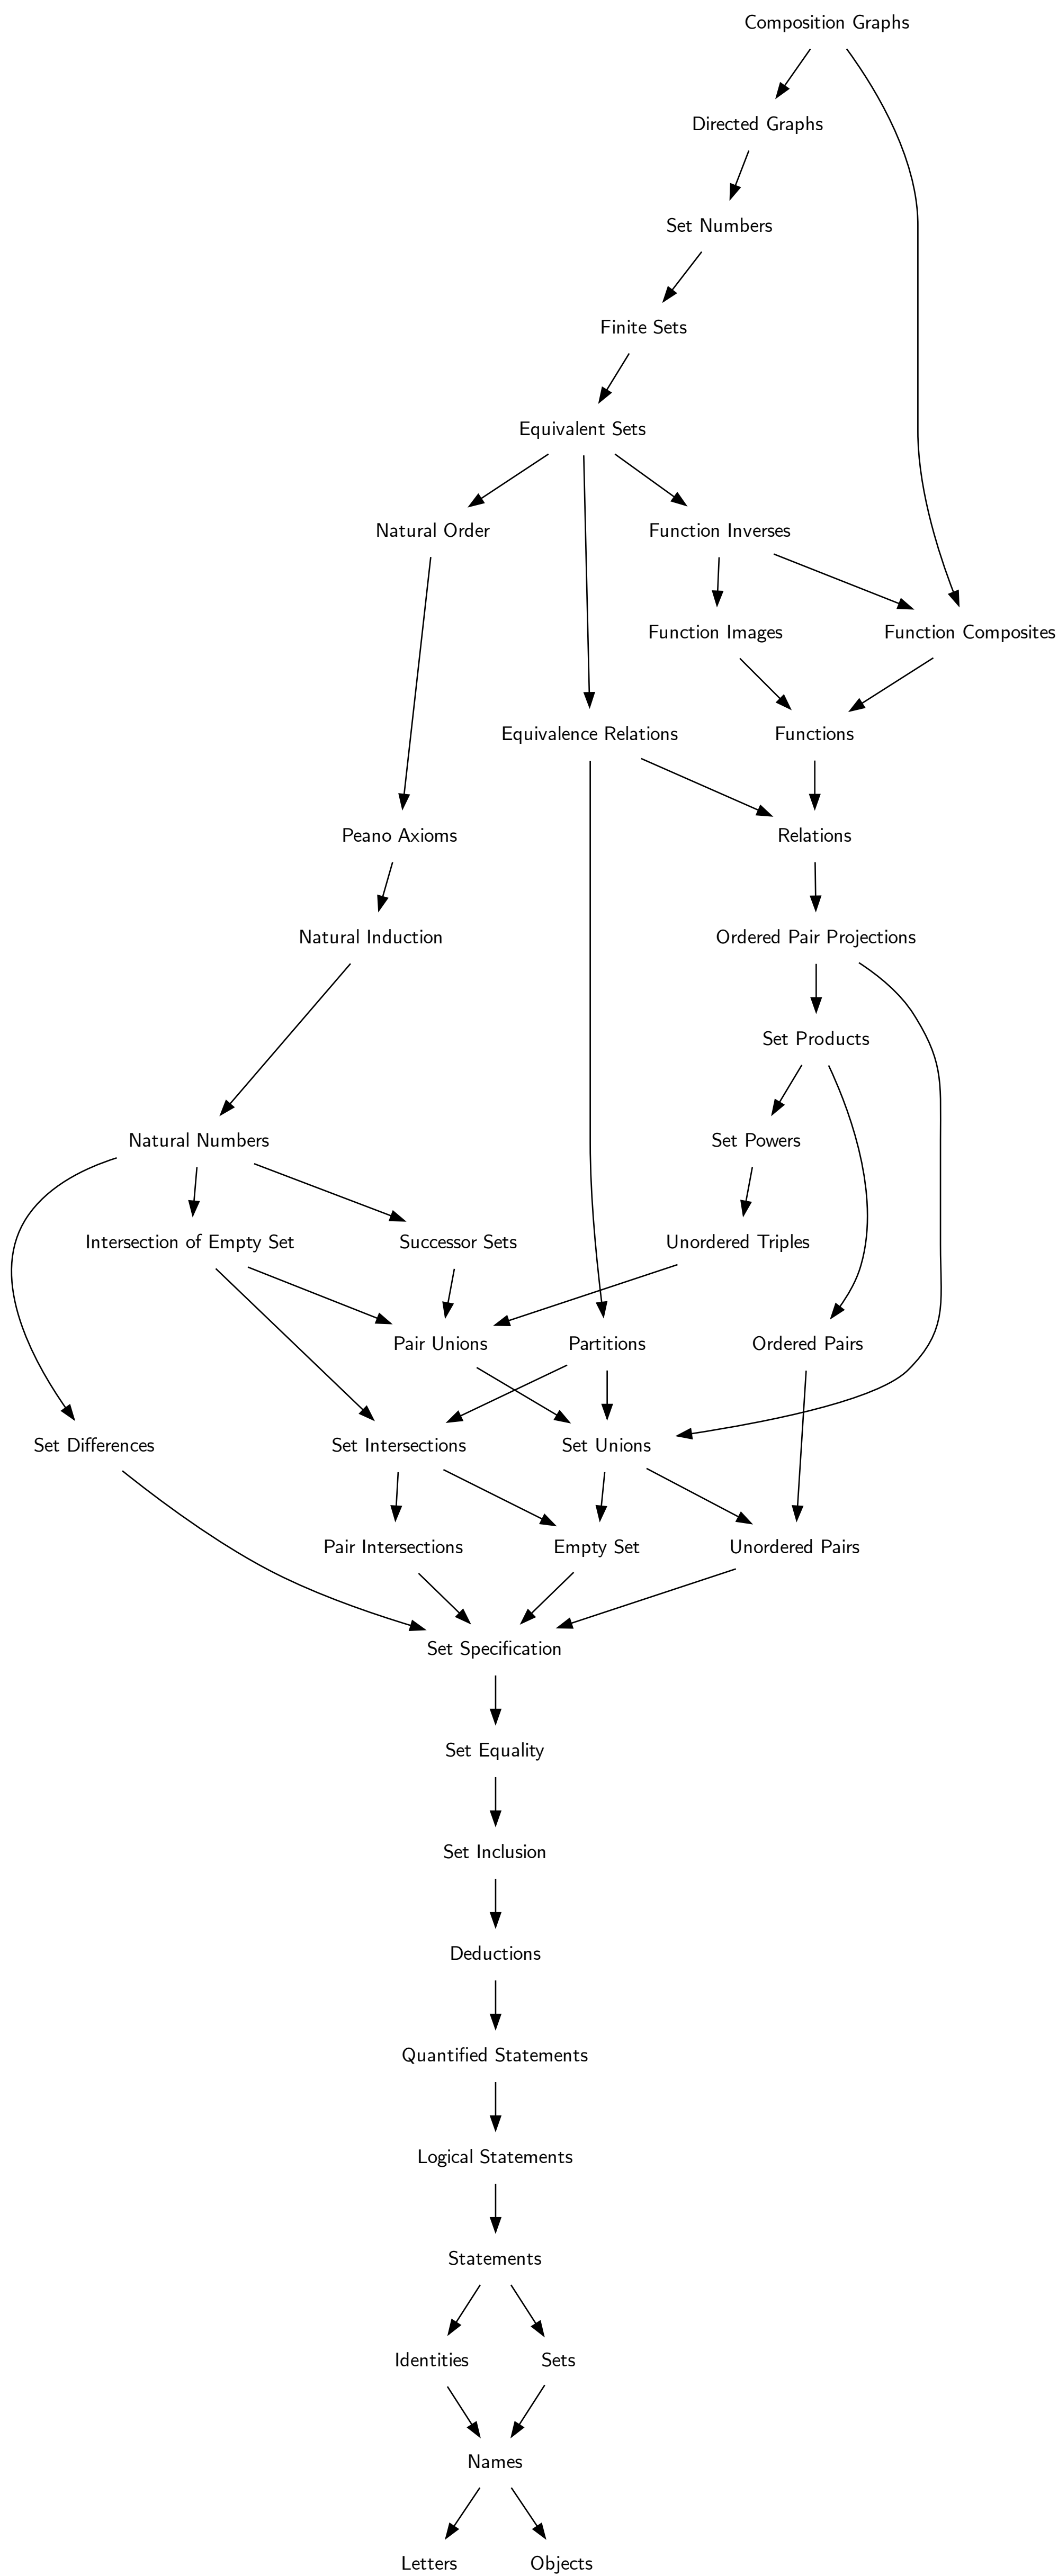 Composition Graphs
Directed Graphs
Set Numbers
Finite Sets
Equivalent Sets
Natural Order
Function Inverses
Function Images
Function Composites
Equivalence Relations
Functions
Peano Axioms
Relations
Natural Induction
Ordered Pair Projections
Set Products
Natural Numbers
Set Powers
Intersection of Empty Set
Successor Sets
Unordered Triples
Pair Unions
Partitions
Ordered Pairs
Set Differences
Set Intersections
Set Unions
Pair Intersections
Empty Set
Unordered Pairs
Set Specification
Set Equality
Set Inclusion
Deductions
Quantified Statements
Logical Statements
Statements
Identities
Sets
Names
Letters
Objects